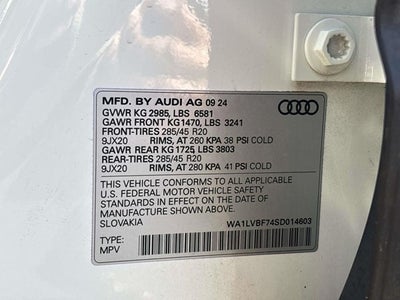 MFD. BY AUDI AG 09 24
GVWR KG 2985, LBS 6581
GAWR FRONT KG 1470, LBS 3241
FRONT-TIRES 285/45 R20
9JX20 RIMS, AT 260 KPA 38 PSI COLD
GAWR REAR KG 1725, LBS 3803
REAR-TIRES 285/45 R20
9JX20 RIMS, AT 280 KPA 41 PSI COLD
THIS VEHICLE CONFORMS TO ALL APPLICABLE
U.S. FEDERAL MOTOR VEHICLE SAFETY
STANDARDS IN EFFECT ON THE DATE OF
MANUFACTURE SHOWN ABOVE.
SLOVAKIA WA1LVBF74SD014603
TYPE:
MPV